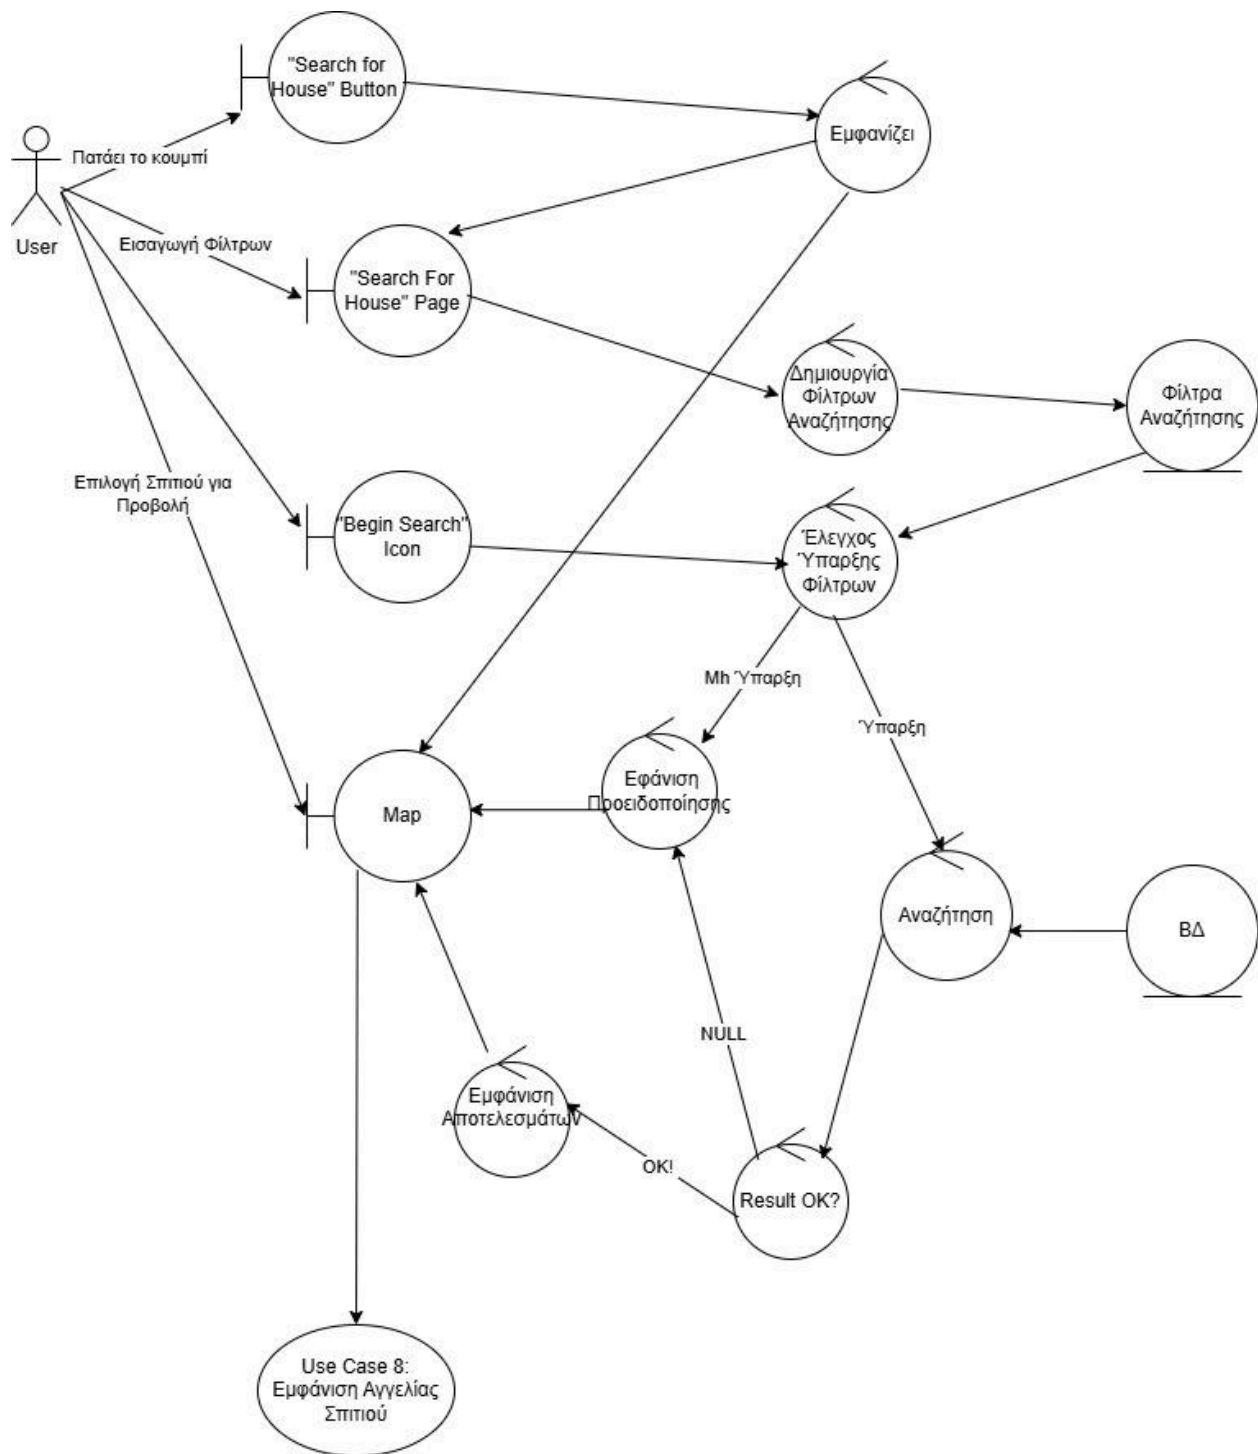 "Search for
House" Button
Εμφανίζει
Πατάει το κουμπί
User
Εισαγωγή Φίλτρων
"Search For
House" Page
Δημιουργία
Φίλτρων
Αναζήτησης
Φίλτρα
Αναζήτησης
Επιλογή Σπιτιού για
Προβολή
"Begin Search"
Icon
Έλεγχος
Ύπαρξης
Φίλτρων
Mh Ύπαρξη
Ύπαρξη
Map
Εφάνιση
Προειδοποίησης
Αναζήτηση
ΒΔ
NULL
Εμφάνιση
Αποτελεσμάτων
OK!
Result OK?
Use Case 8:
Εμφάνιση Αγγελίας
Σπιτιού